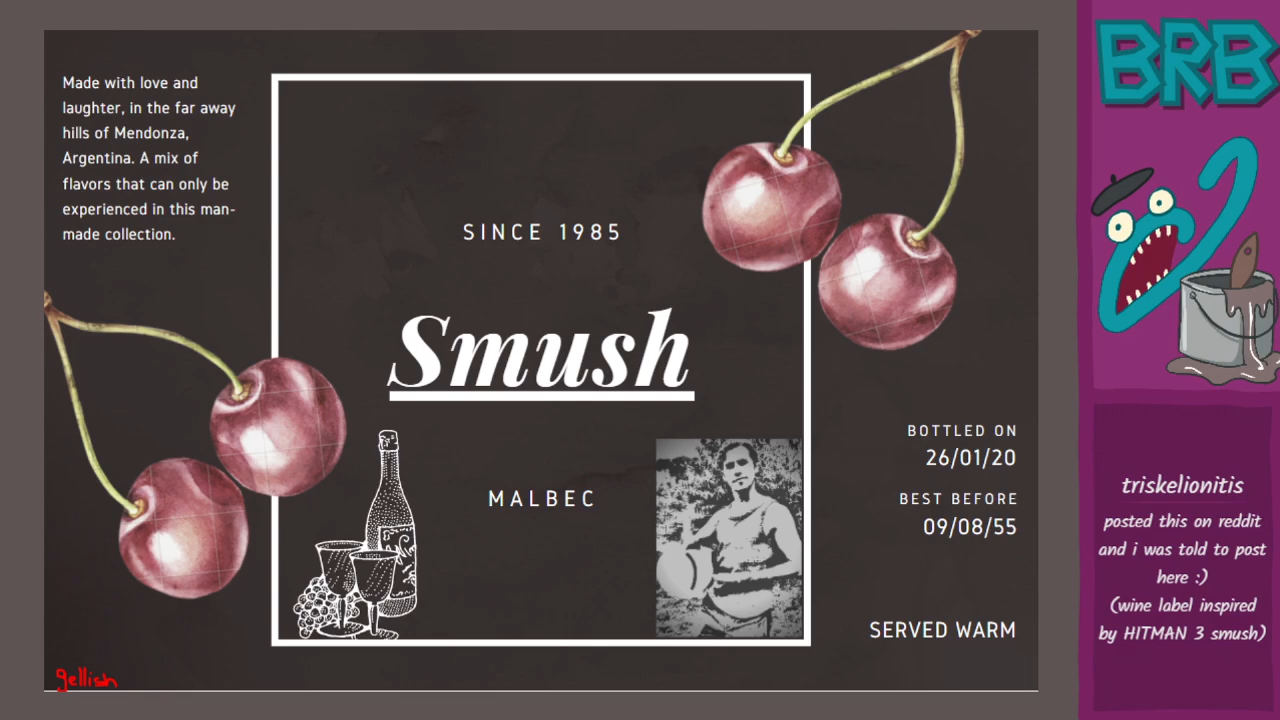 Made with love and
laughter, in the far away
hills of Mendonza,
Argentina. A mix of
flavors that can only be
experienced in this man-
made collection.
SINCE 1985
Smush
MALBEC
BOTTLED ON
26/01/20
BEST BEFORE
09/08/55
SERVED WARM
gellish
BRB
triskelionitis
posted this on reddit
and i was told to post
here :)
(wine label inspired
by HITMAN 3 smush)